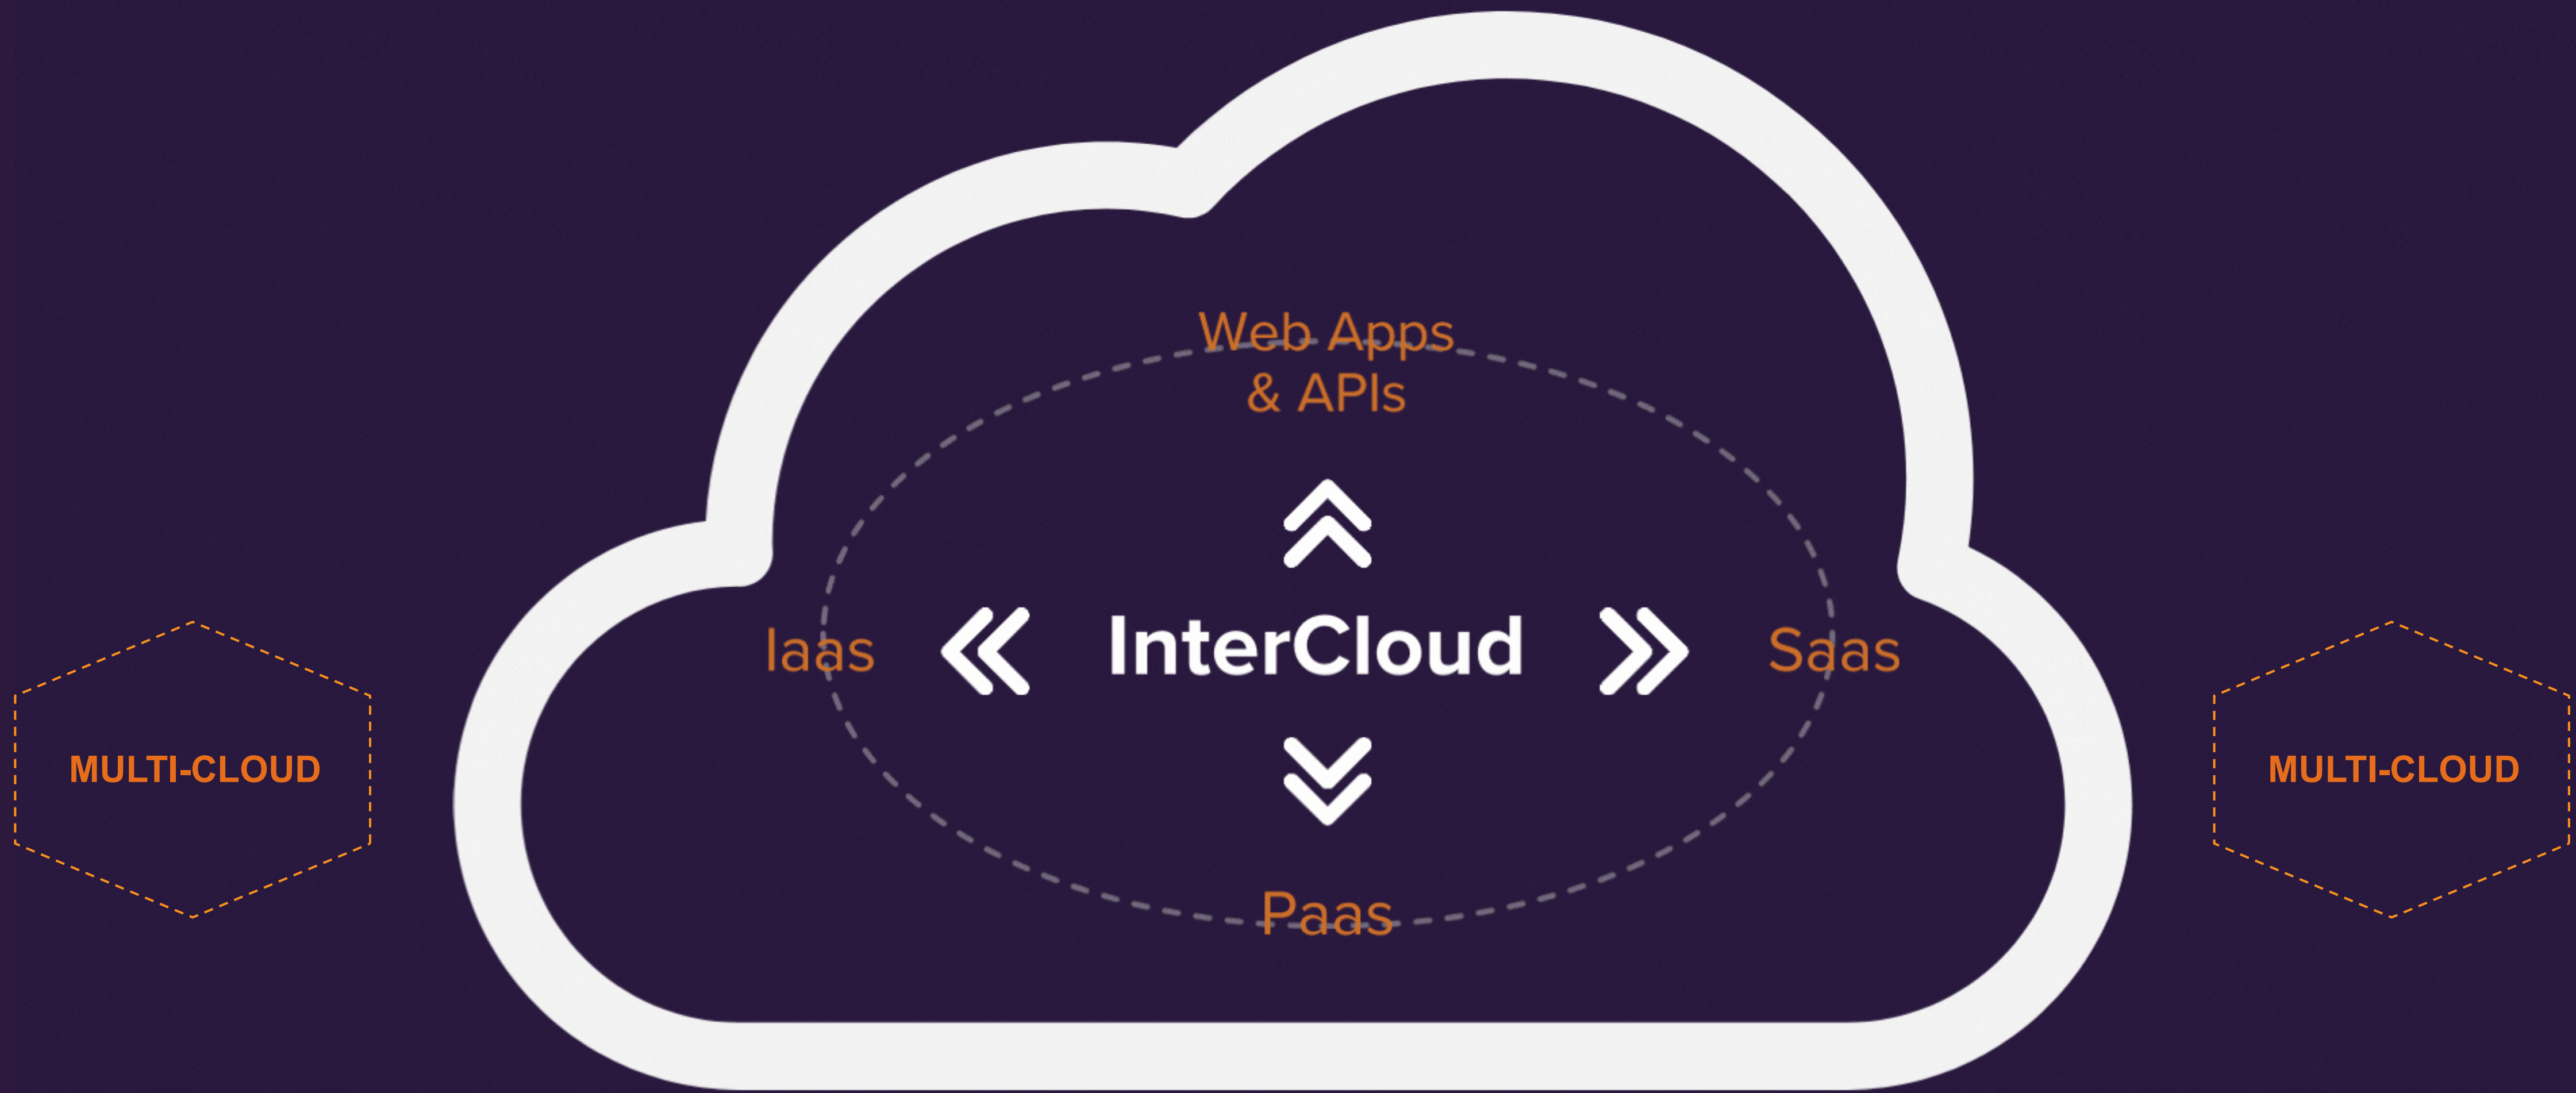 Web Apps
& APIs
Iaas
InterCloud
Saas
MULTI-CLOUD
MULTI-CLOUD
Paas